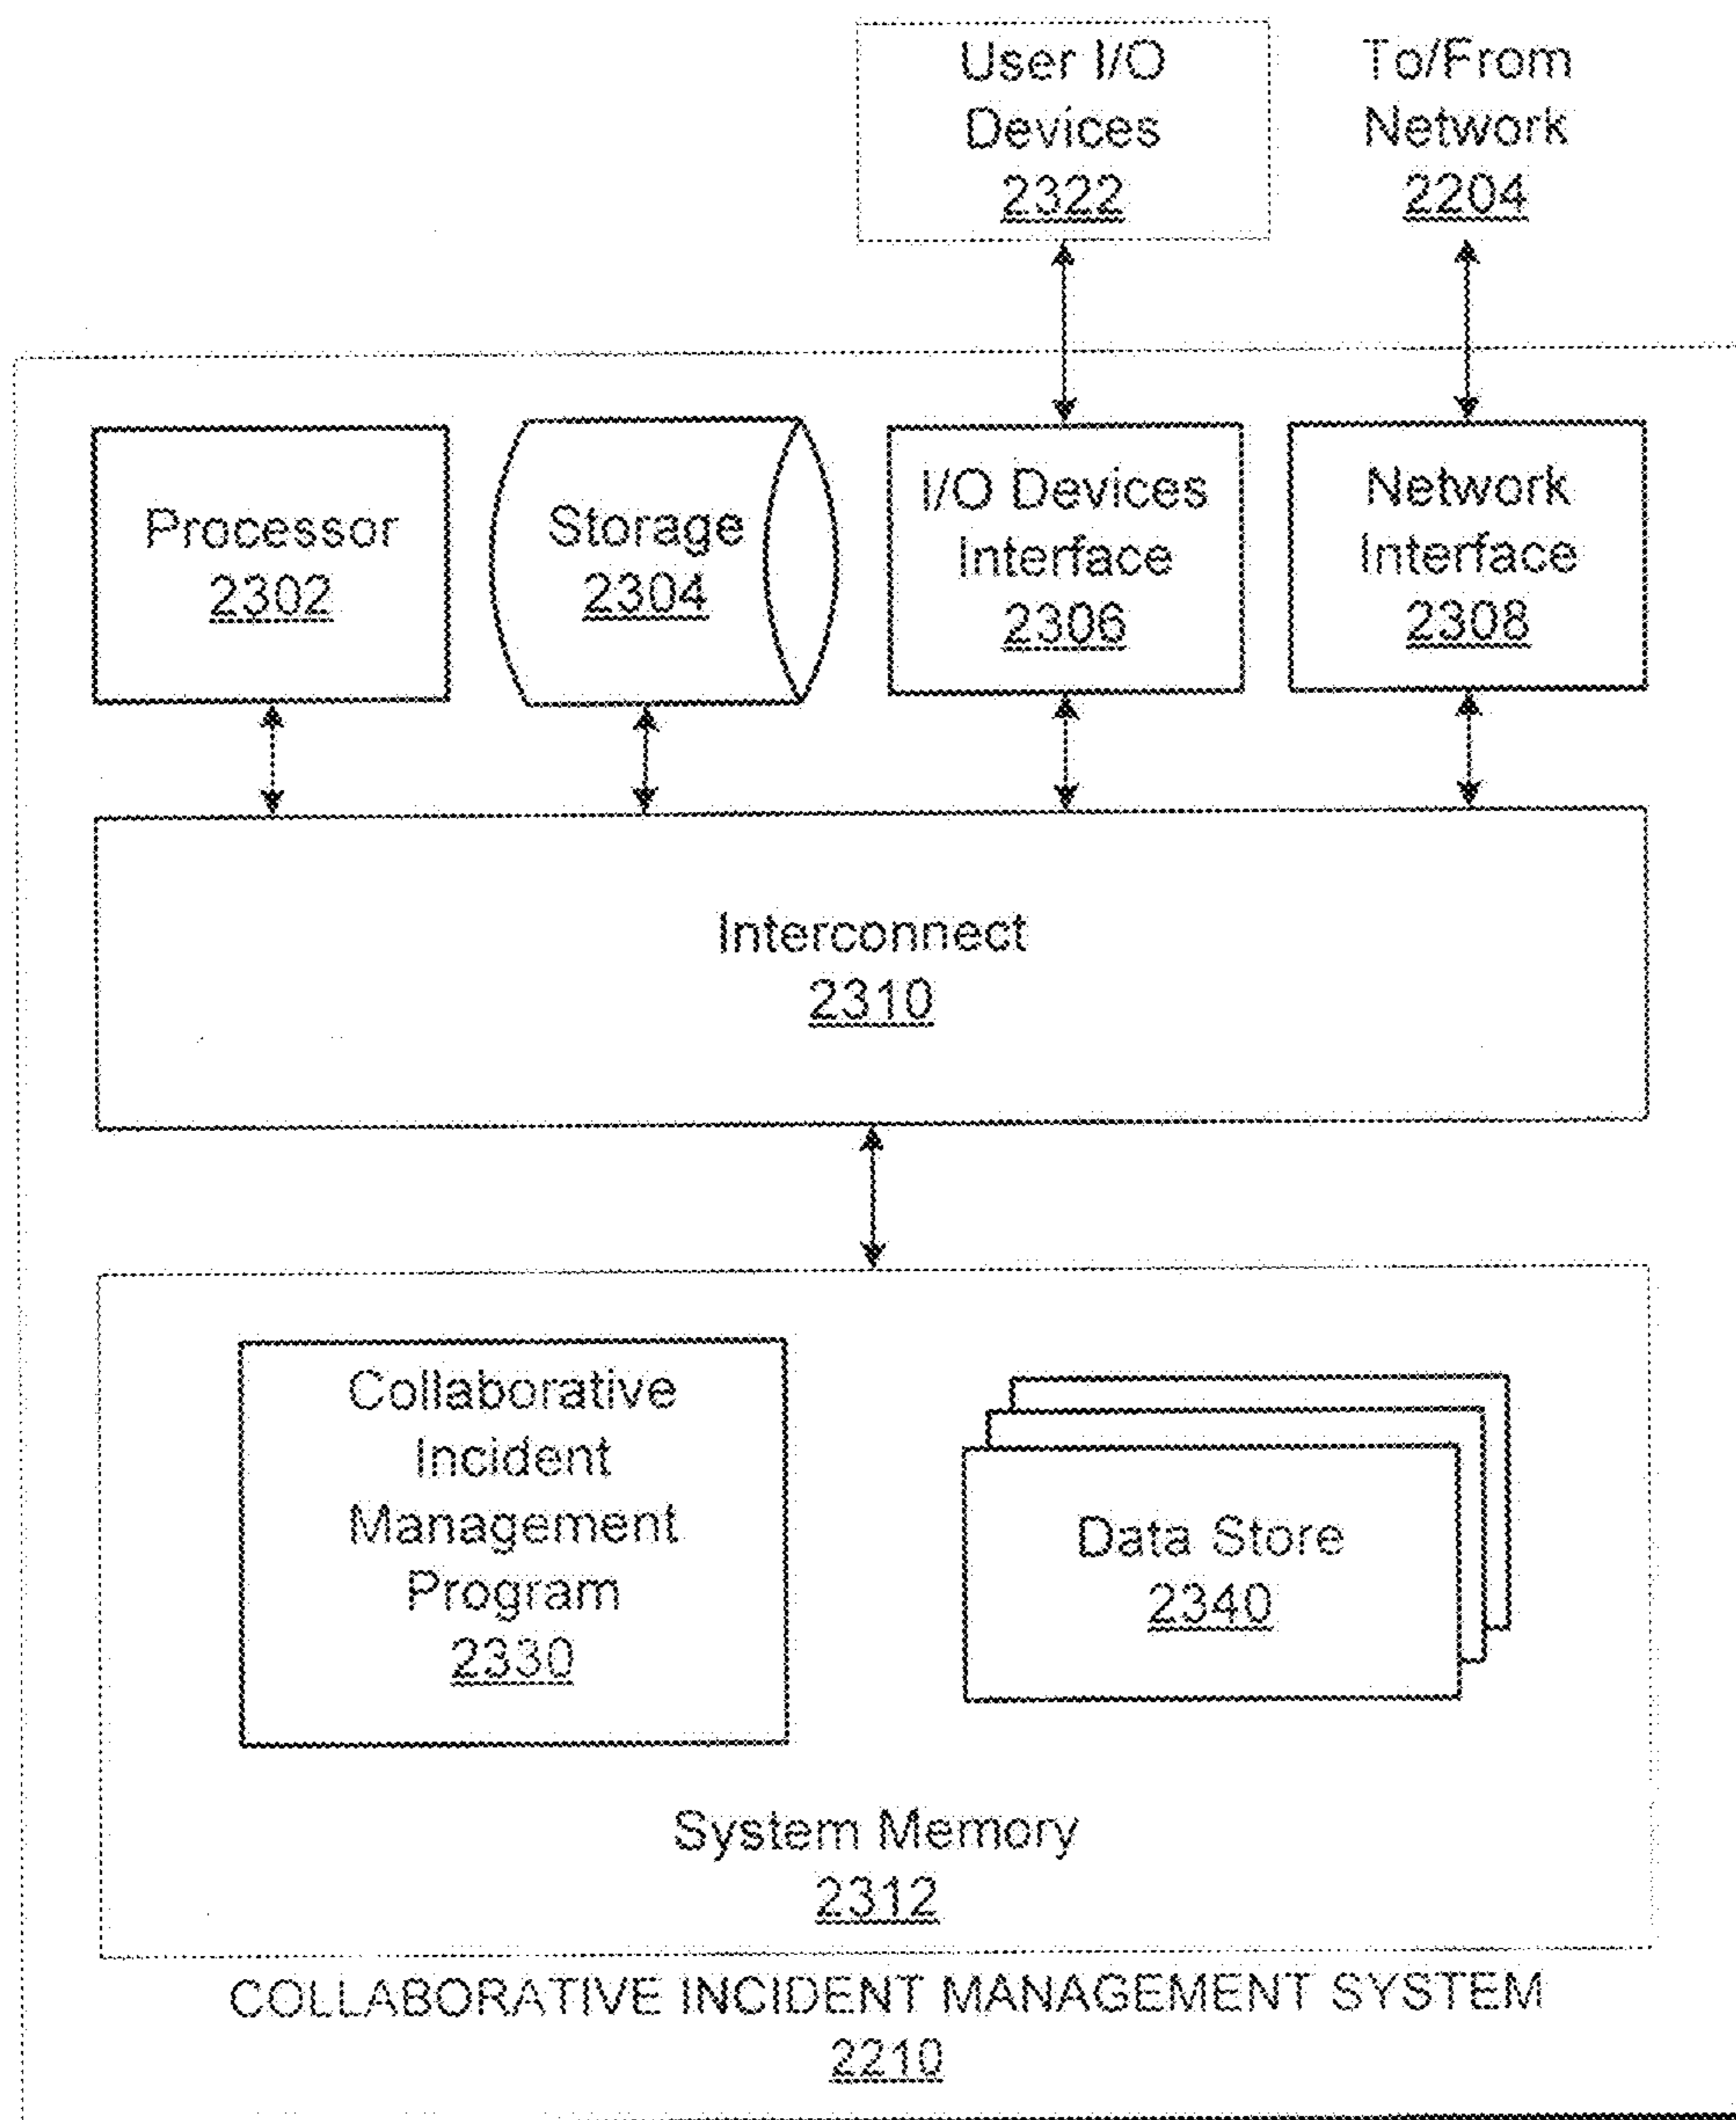 User I/O
Devices
2322
To/From
Network
2204
Processor
2302
Storage
2304
I/O Devices
Interface
2306
Network
Interface
2308
Interconnect
2310
Collaborative
Incident
Management
Program
2330
Data Store
2340
System Memory
2312
COLLABORATIVE INCIDENT MANAGEMENT SYSTEM
2210